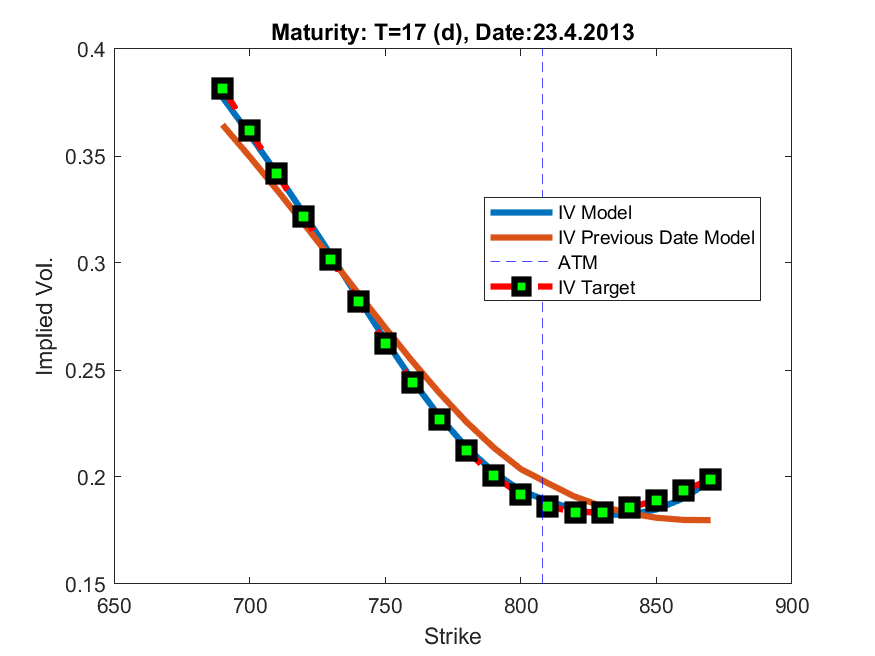 Maturity: T=17 (d), Date:23.4.2013
0.4
0.35
0.3
0.25
0.2
0.15
Implied Vol.
IV Model
IV Previous Date Model
ATM
IV Target
650
700
750
800
850
900
Strike